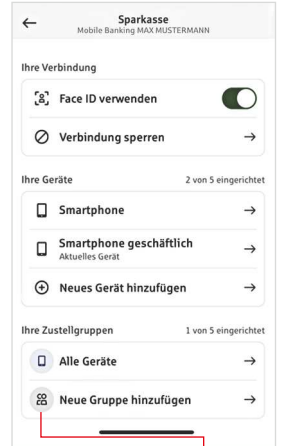 Sparkasse
Mobile Banking MAX MUSTERMANN
Ihre Verbindung
Face ID verwenden
Verbindung sperren
Ihre Geräte 2 von 5 eingerichtet
Smartphone
Smartphone geschäftlich
Aktuelles Gerät
Neues Gerät hinzufügen
Ihre Zustellgruppen 1 von 5 eingerichtet
Alle Geräte
Neue Gruppe hinzufügen